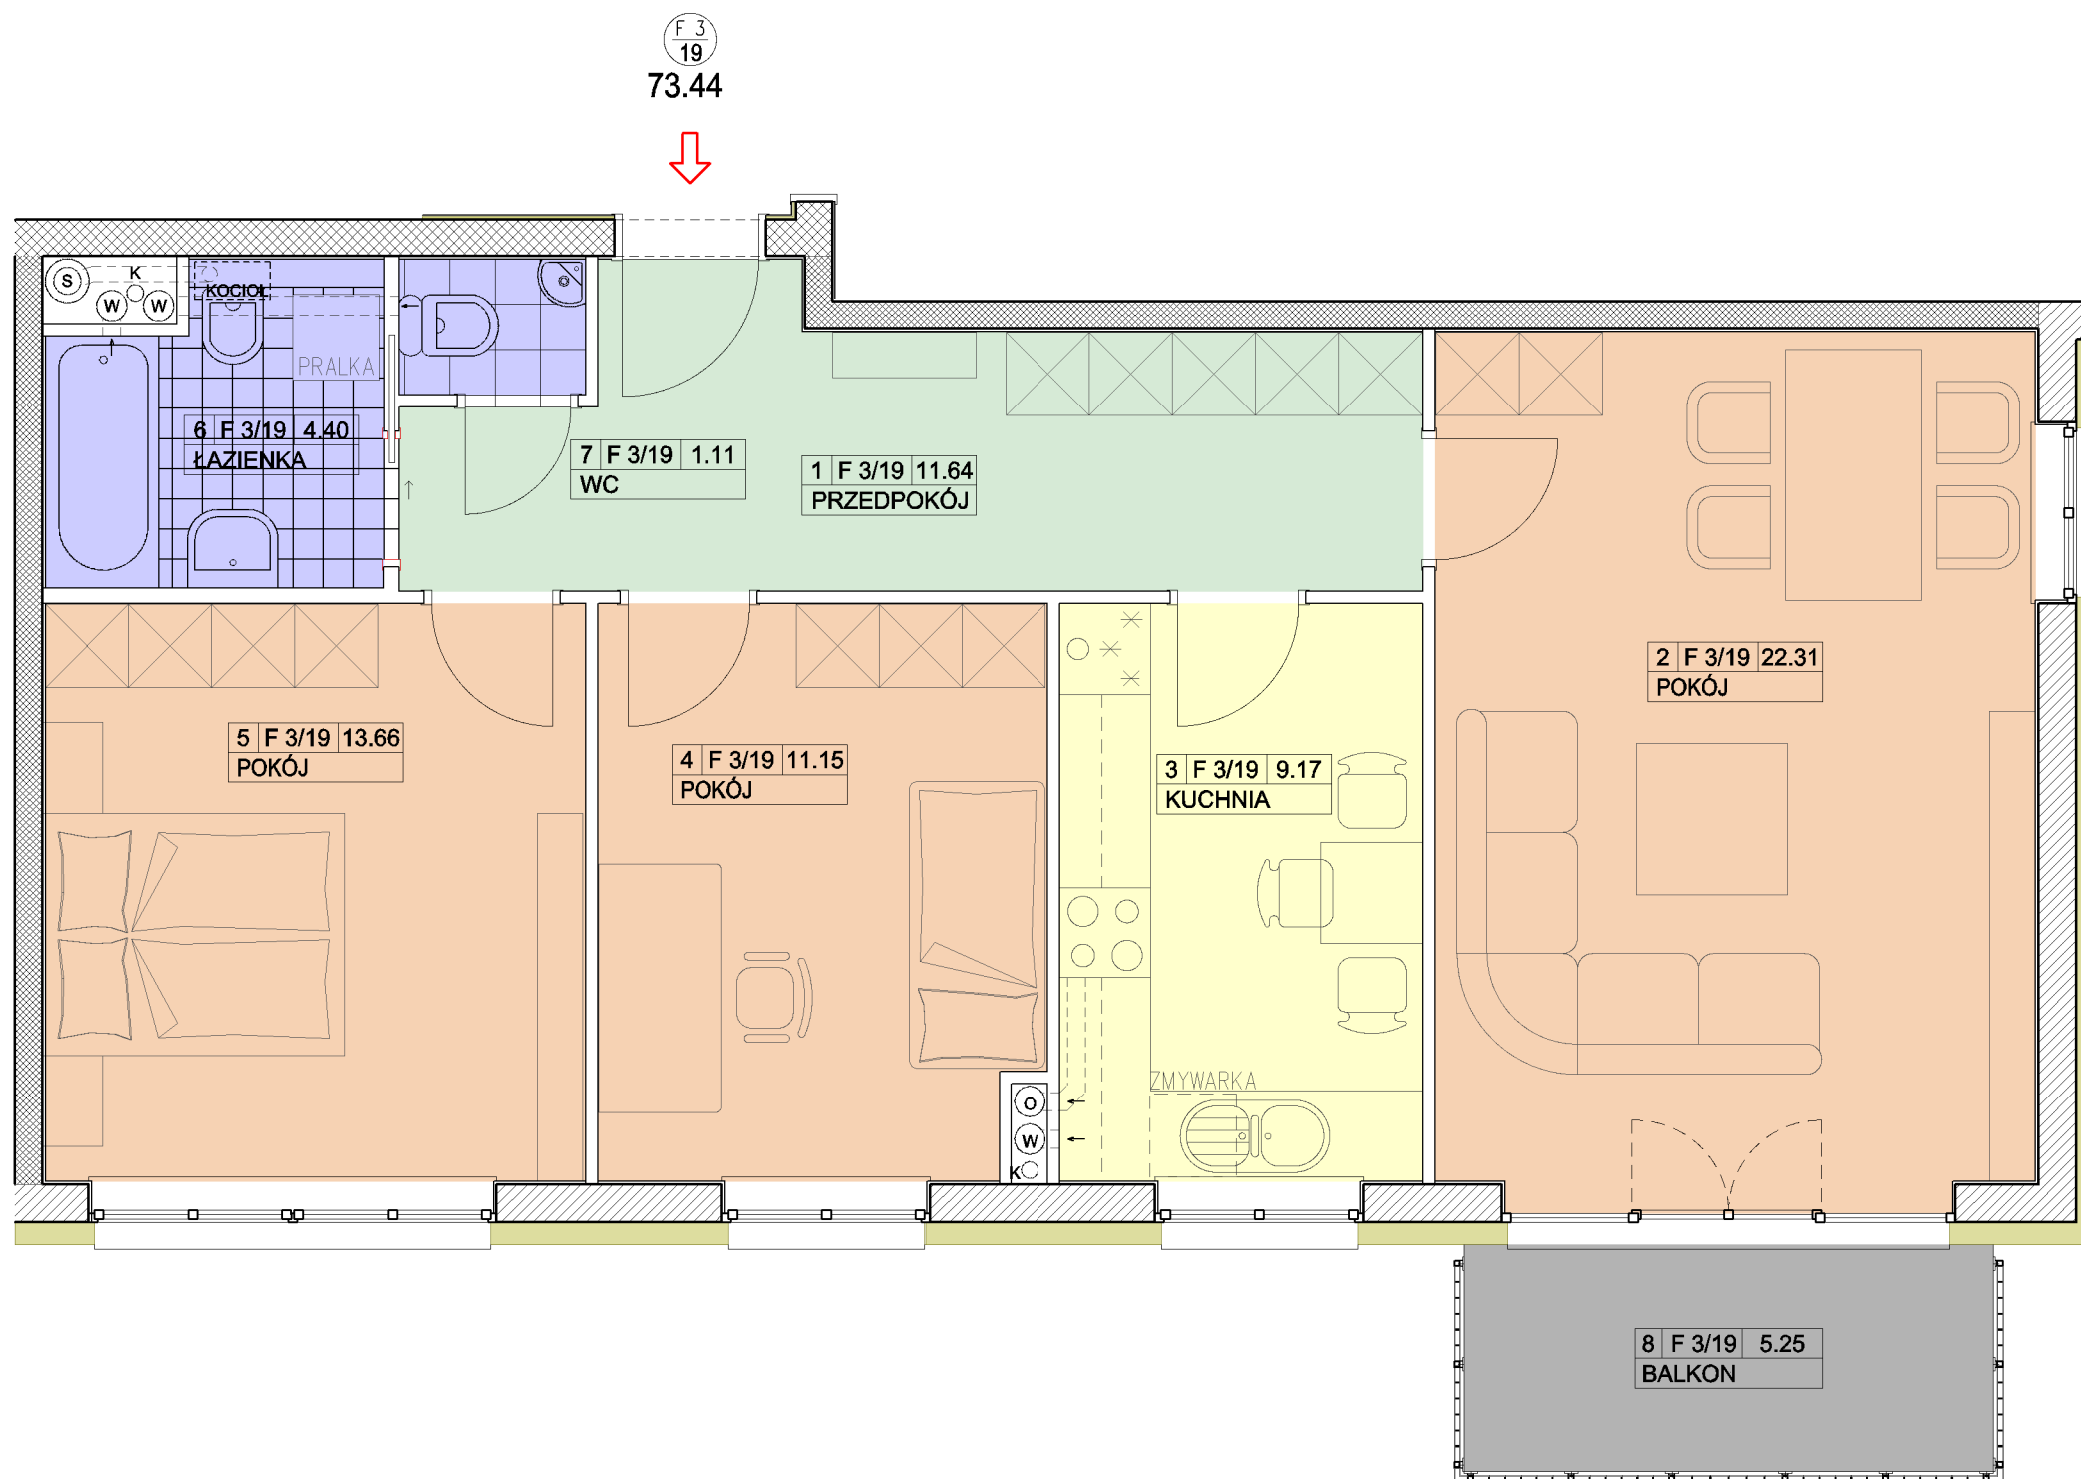 F 3
19
73.44
S
K
W
W
KOCIOŁ
PRALKA
6 F 3/19 4.40
ŁAZIENKA
7 F 3/19 1.11
WC
1 F 3/19 11.64
PRZEDPOKÓJ
2 F 3/19 22.31
POKÓJ
5 F 3/19 13.66
POKÓJ
4 F 3/19 11.15
POKÓJ
3 F 3/19 9.17
KUCHNIA
ZMYWARKA
O
W
K
8 F 3/19 5.25
BALKON